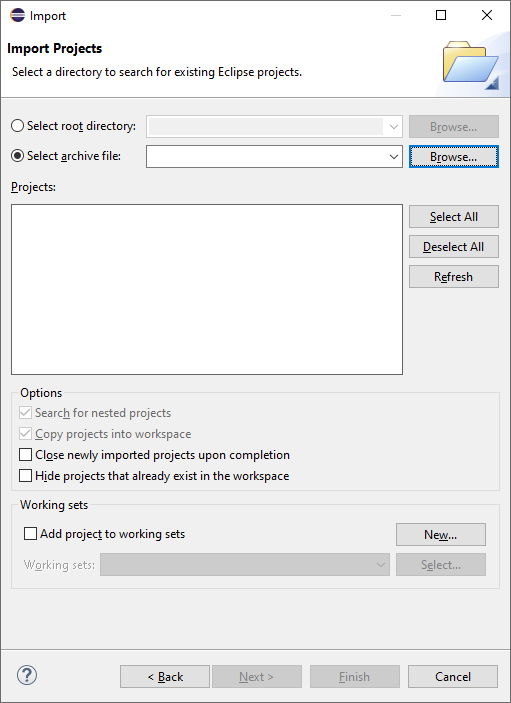 Import
Import Projects
Select a directory to search for existing Eclipse projects.
Select root directory:
Browse...
Select archive file:
Browse...
Projects:
Select All
Deselect All
Refresh
Options
Search for nested projects
Copy projects into workspace
Close newly imported projects upon completion
Hide projects that already exist in the workspace
Working sets
Add project to working sets
New...
Working sets:
Select...
?
< Back
Next >
Finish
Cancel